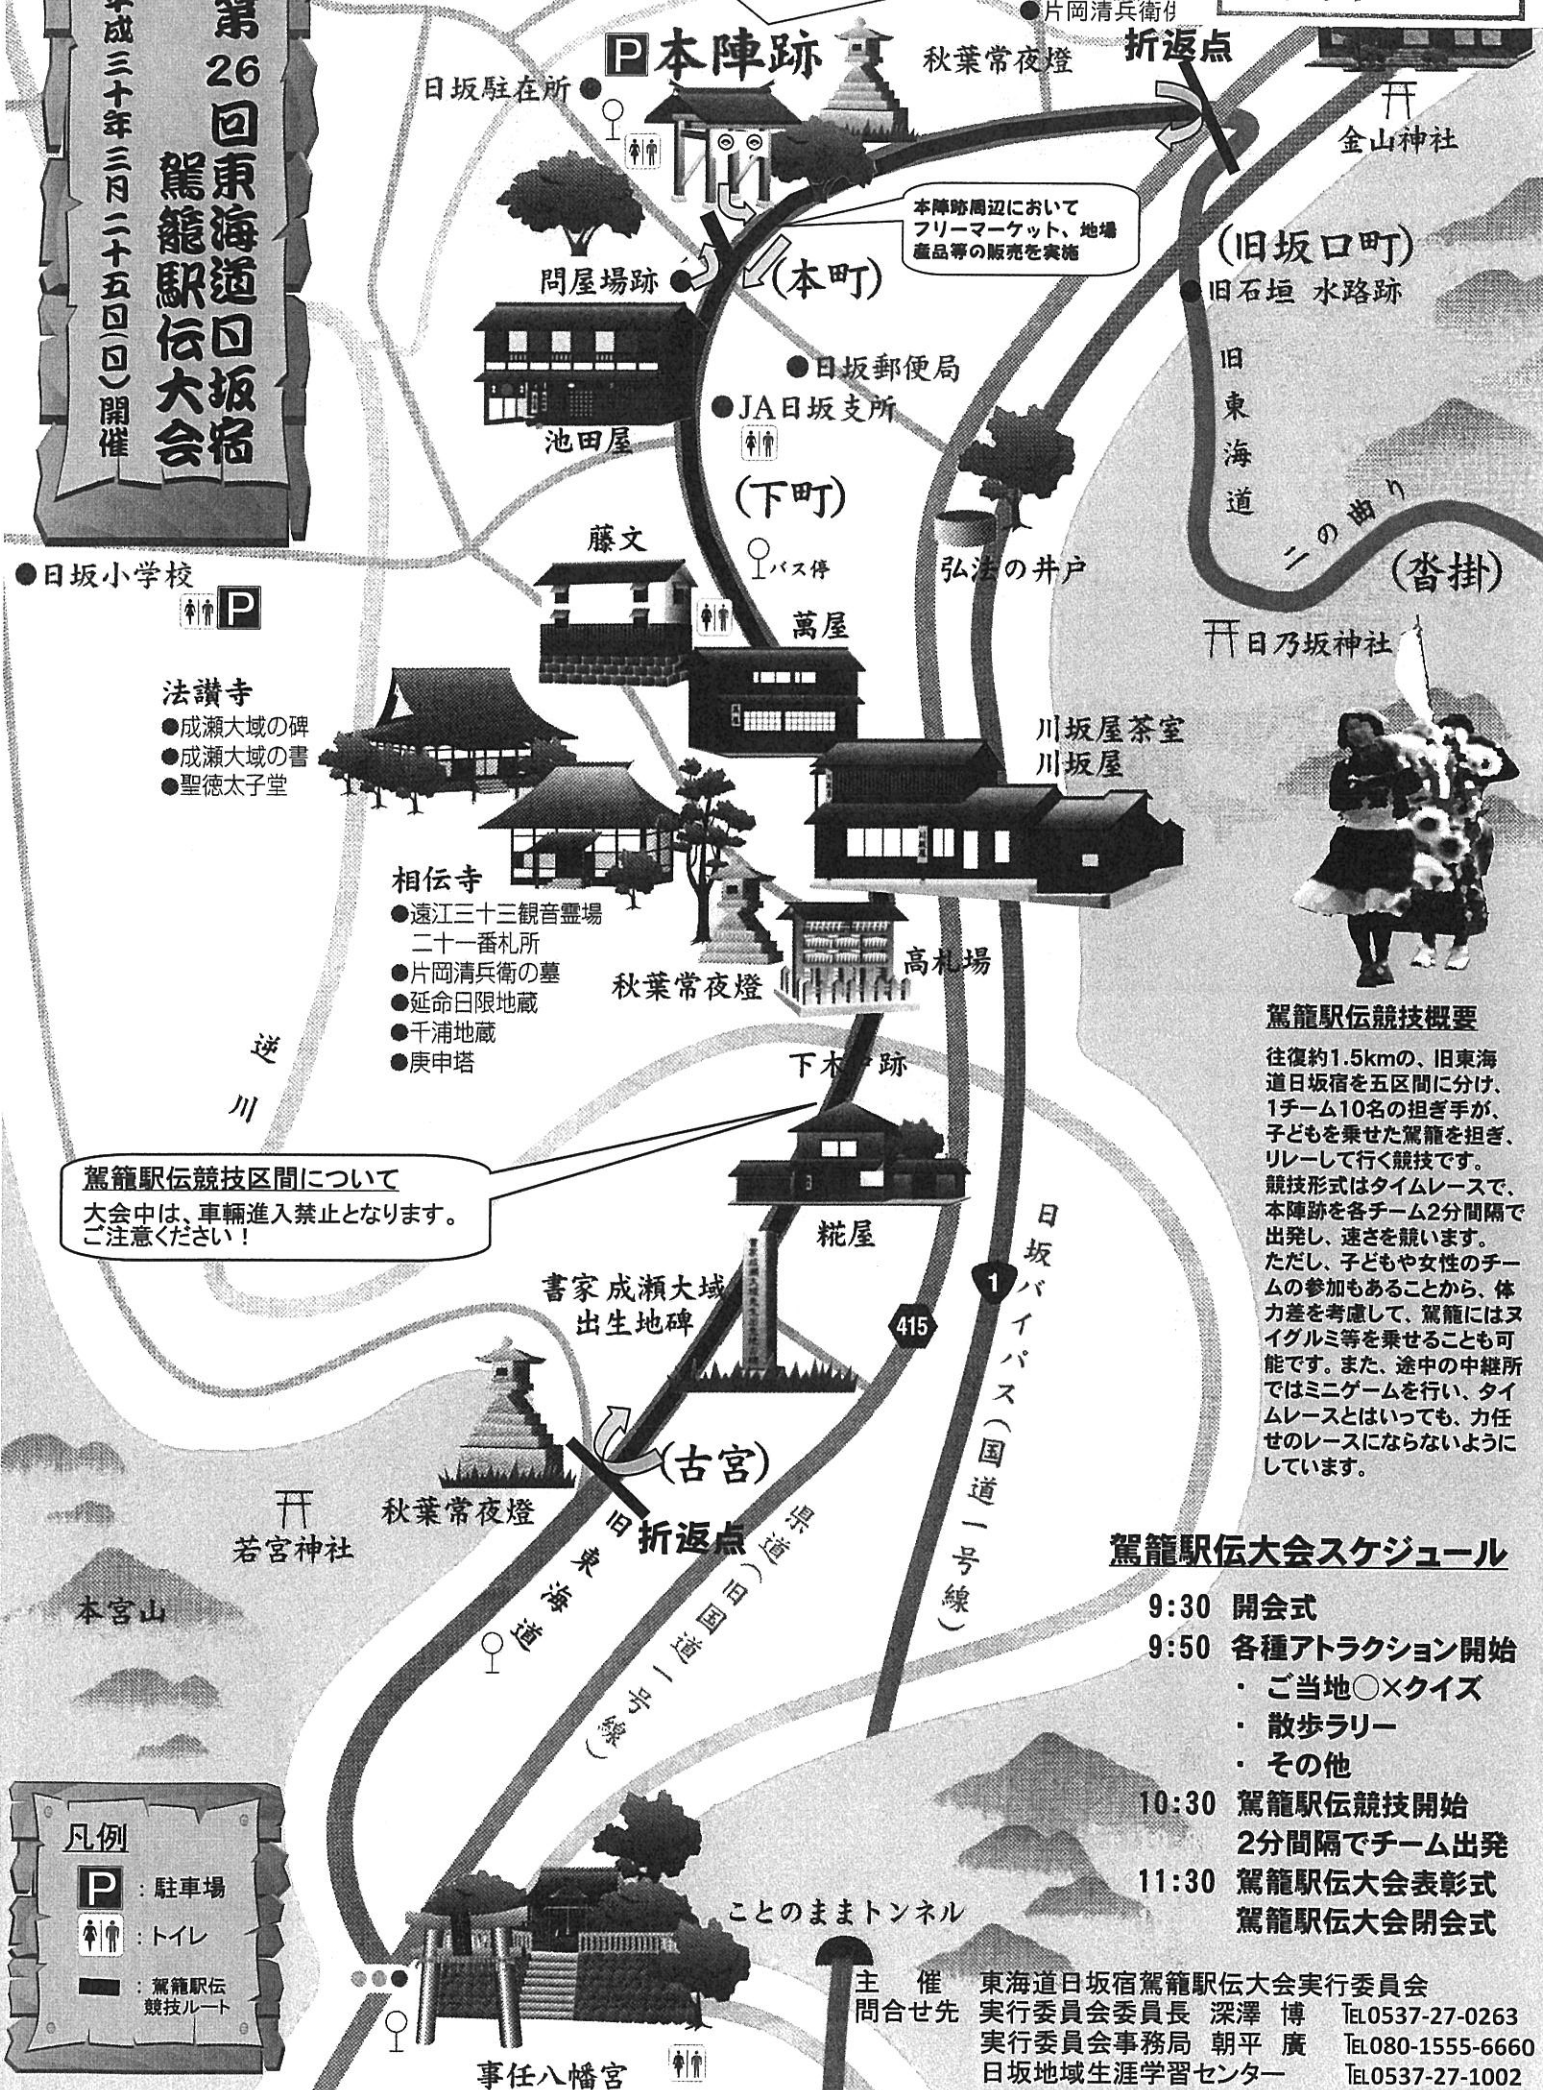 第26回東海道日坂宿
駕籠駅伝大会
成三十年三月二十五日(日)開催
片岡清兵衛
P 本陣跡
秋葉常夜燈
折返点
日坂駐在所
金山神社
本陣跡周辺において
フリーマーケット、地場
産品等の販売を実施
(旧坂口町)
問屋場跡
(本町)
旧石垣 水路跡
日坂郵便局
旧東海道
JA日坂支所
池田屋
(下町)
二の曲り
藤文
バス停
弘法の井戸
(沓掛)
日坂小学校
P
萬屋
日乃坂神社
法讃寺
●成瀬大域の碑
●成瀬大域の書
●聖徳太子堂
川坂屋茶室
川坂屋
相伝寺
●遠江三十三観音霊場
二十一番札所
●片岡清兵衛の墓
●延命日限地蔵
●千浦地蔵
●庚申塔
秋葉常夜燈
高札場
逆川
下木戸跡
駕籠駅伝競技区間について
大会中は、車輛進入禁止となります。
ご注意ください!
糀屋
書家 成瀬大域
出生地碑
415
1
日坂バイパス(国道一号線)
(古宮)
秋葉常夜燈
折返点
若宮神社
旧東海道
県道(旧国道一号線)
本宮山
駕籠駅伝競技概要
往復約1.5kmの、旧東海
道日坂宿を五区間に分け、
1チーム10名の担ぎ手が、
子どもを乗せた駕籠を担ぎ、
リレーして行く競技です。
競技形式はタイムレースで、
本陣跡を各チーム2分間隔で
出発し、速さを競います。
ただし、子どもや女性のチー
ムの参加もあることから、体
力差を考慮して、駕籠にはヌ
イグルミ等を乗せることも可
能です。また、途中の中継所
ではミニゲームを行い、タイ
ムレースとはいっても、力任
せのレースにならないように
しています。
駕籠駅伝大会スケジュール
9:30 開会式
9:50 各種アトラクション開始
・ ご当地○×クイズ
・ 散歩ラリー
・ その他
10:30 駕籠駅伝競技開始
2分間隔でチーム出発
11:30 駕籠駅伝大会表彰式
駕籠駅伝大会閉会式
凡例
P :駐車場
:トイレ
:駕籠駅伝
競技ルート
ことのままトンネル
事任八幡宮
主 催 東海道日坂宿駕籠駅伝大会実行委員会
問合せ先 実行委員会委員長 深澤 博 TEL0537-27-0263
実行委員会事務局 朝平 廣 TEL080-1555-6660
日坂地域生涯学習センター TEL0537-27-1002